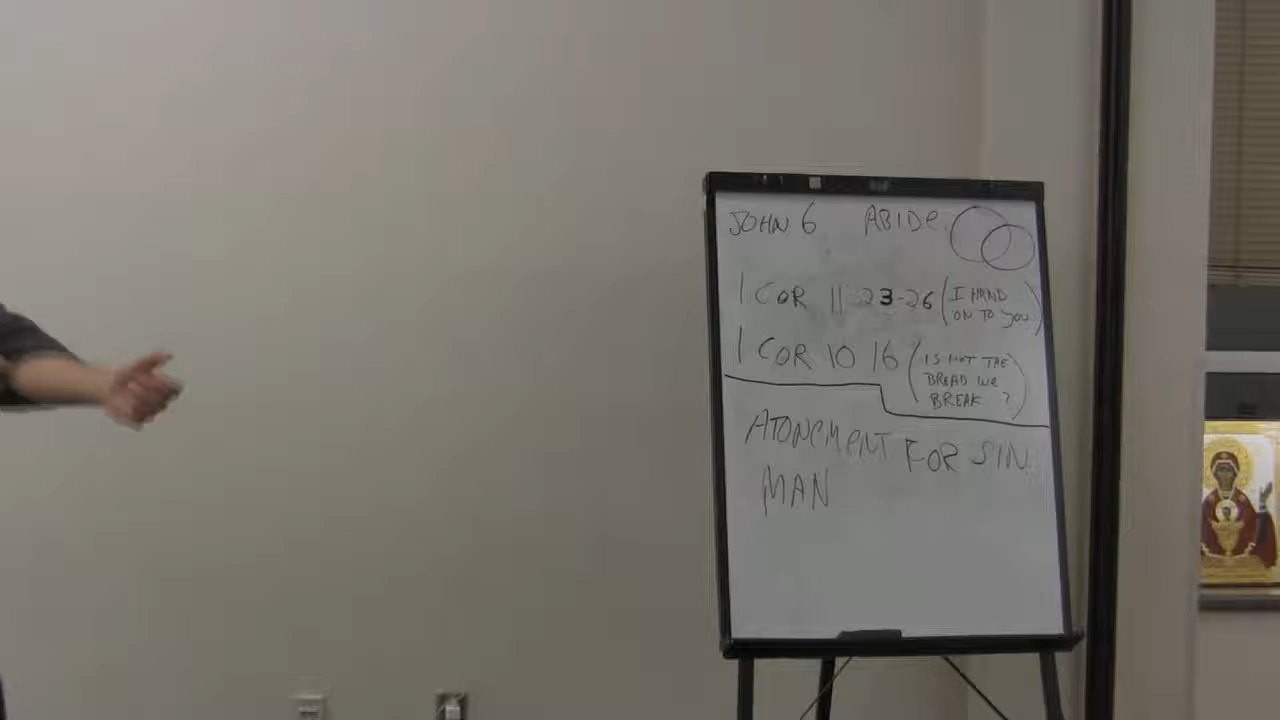 JOHN 6 ABIDE
1 COR 11 23-26 (I HAND
ON TO YOU)
1 COR 10 16 (IS NOT THE
BREAD WE
BREAK ?)
ATONEMENT FOR SIN
MAN